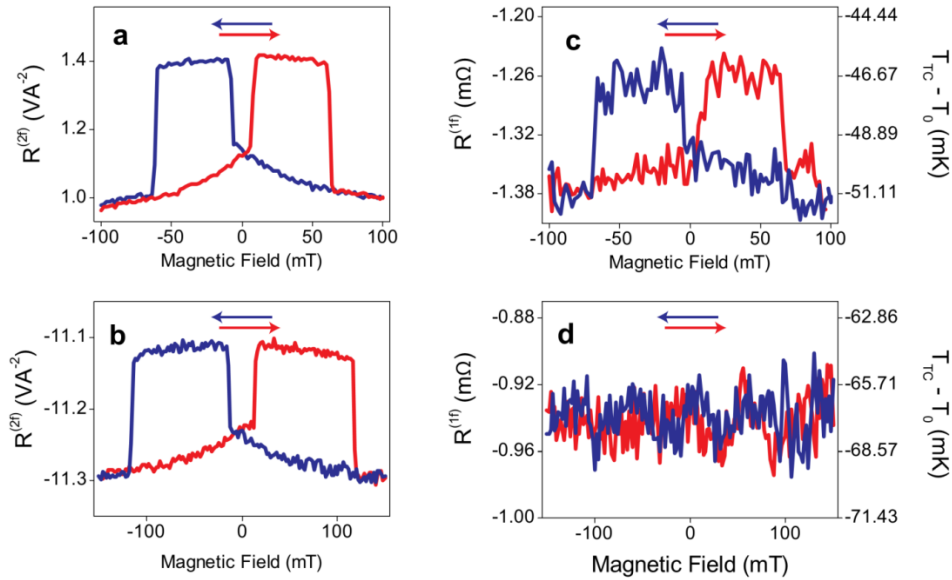 a
R(2f) (VA-2)
1.4
1.2
1.0
-100 -50 0 50 100
Magnetic Field (mT)
c
R(1f) (mΩ)
-1.20
-1.26
-1.32
-1.38
-44.44
-46.67
-48.89
-51.11
TTC - T0 (mK)
-100 -50 0 50 100
Magnetic Field (mT)
b
R(2f) (VA-2)
-11.1
-11.2
-11.3
-100 0 100
Magnetic Field (mT)
d
R(1f) (mΩ)
-0.88
-0.92
-0.96
-1.00
-62.86
-65.71
-68.57
-71.43
TTC - T0 (mK)
-100 0 100
Magnetic Field (mT)